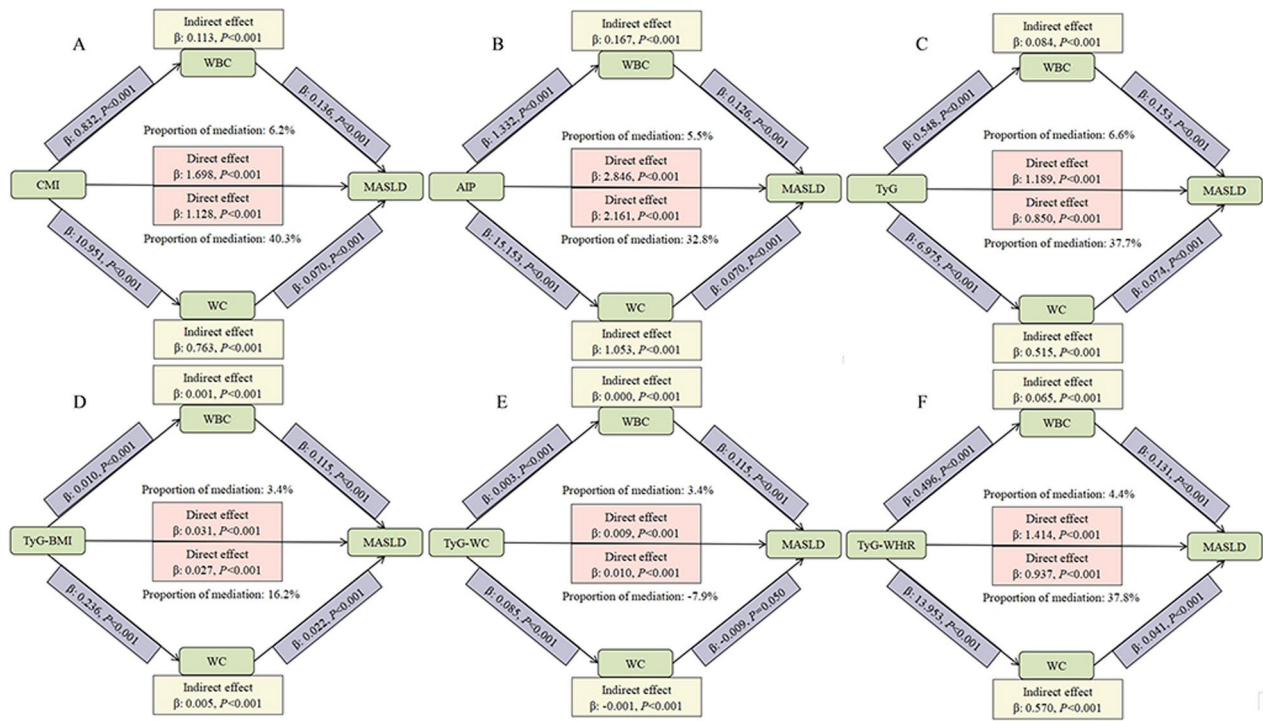 A
Indirect effect
β: 0.113, P<0.001
WBC
β: 0.832, P<0.001
β: 0.136, P<0.001
Proportion of mediation: 6.2%
Direct effect
β: 1.698, P<0.001
CMI
MASLD
Direct effect
β: 1.128, P<0.001
Proportion of mediation: 40.3%
β: 10.951, P<0.001
β: 0.070, P<0.001
WC
Indirect effect
β: 0.763, P<0.001
B
Indirect effect
β: 0.167, P<0.001
WBC
β: 1.332, P<0.001
β: 0.126, P<0.001
Proportion of mediation: 5.5%
Direct effect
β: 2.846, P<0.001
AIP
MASLD
Direct effect
β: 2.161, P<0.001
Proportion of mediation: 32.8%
β: 15.153, P<0.001
β: 0.070, P<0.001
WC
Indirect effect
β: 1.053, P<0.001
C
Indirect effect
β: 0.084, P<0.001
WBC
β: 0.548, P<0.001
β: 0.153, P<0.001
Proportion of mediation: 6.6%
Direct effect
β: 1.189, P<0.001
TyG
MASLD
Direct effect
β: 0.850, P<0.001
Proportion of mediation: 37.7%
β: 6.975, P<0.001
β: 0.074, P<0.001
WC
Indirect effect
β: 0.515, P<0.001
D
Indirect effect
β: 0.001, P<0.001
WBC
β: 0.010, P<0.001
β: 0.115, P<0.001
Proportion of mediation: 3.4%
Direct effect
β: 0.031, P<0.001
TyG-BMI
MASLD
Direct effect
β: 0.027, P<0.001
Proportion of mediation: 16.2%
β: 0.236, P<0.001
β: 0.022, P<0.001
WC
Indirect effect
β: 0.005, P<0.001
E
Indirect effect
β: 0.000, P<0.001
WBC
β: 0.003, P<0.001
β: 0.115, P<0.001
Proportion of mediation: 3.4%
Direct effect
β: 0.009, P<0.001
TyG-WC
MASLD
Direct effect
β: 0.010, P<0.001
Proportion of mediation: -7.9%
β: 0.085, P<0.001
β: -0.009, P=0.050
WC
Indirect effect
β: -0.001, P<0.001
F
Indirect effect
β: 0.065, P<0.001
WBC
β: 0.496, P<0.001
β: 0.131, P<0.001
Proportion of mediation: 4.4%
Direct effect
β: 1.414, P<0.001
TyG-WHtR
MASLD
Direct effect
β: 0.937, P<0.001
Proportion of mediation: 37.8%
β: 13.953, P<0.001
β: 0.041, P<0.001
WC
Indirect effect
β: 0.570, P<0.001